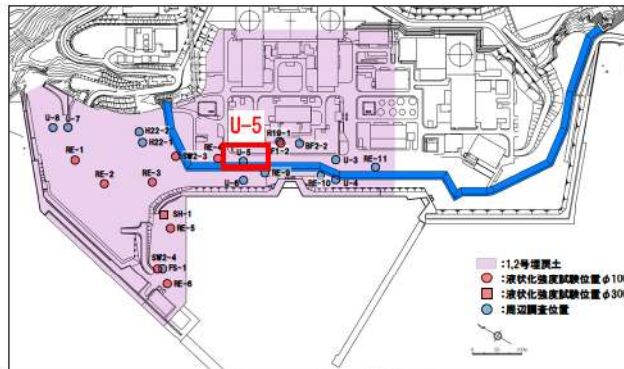 U-5
U-8
H22-2
H22-1
H19-1
BF2-2
RE-1
SW2-3
U-5
F1-2
U-3
RE-11
RE-2
RE-3
U-6
RE-9
RE-10
U-4
SH-1
RE-5
SW2-4
FS-1
RE-6
:1,2号埋戻土
:液状化強度試験位置φ100
:液状化強度試験位置φ300
:周辺調査位置